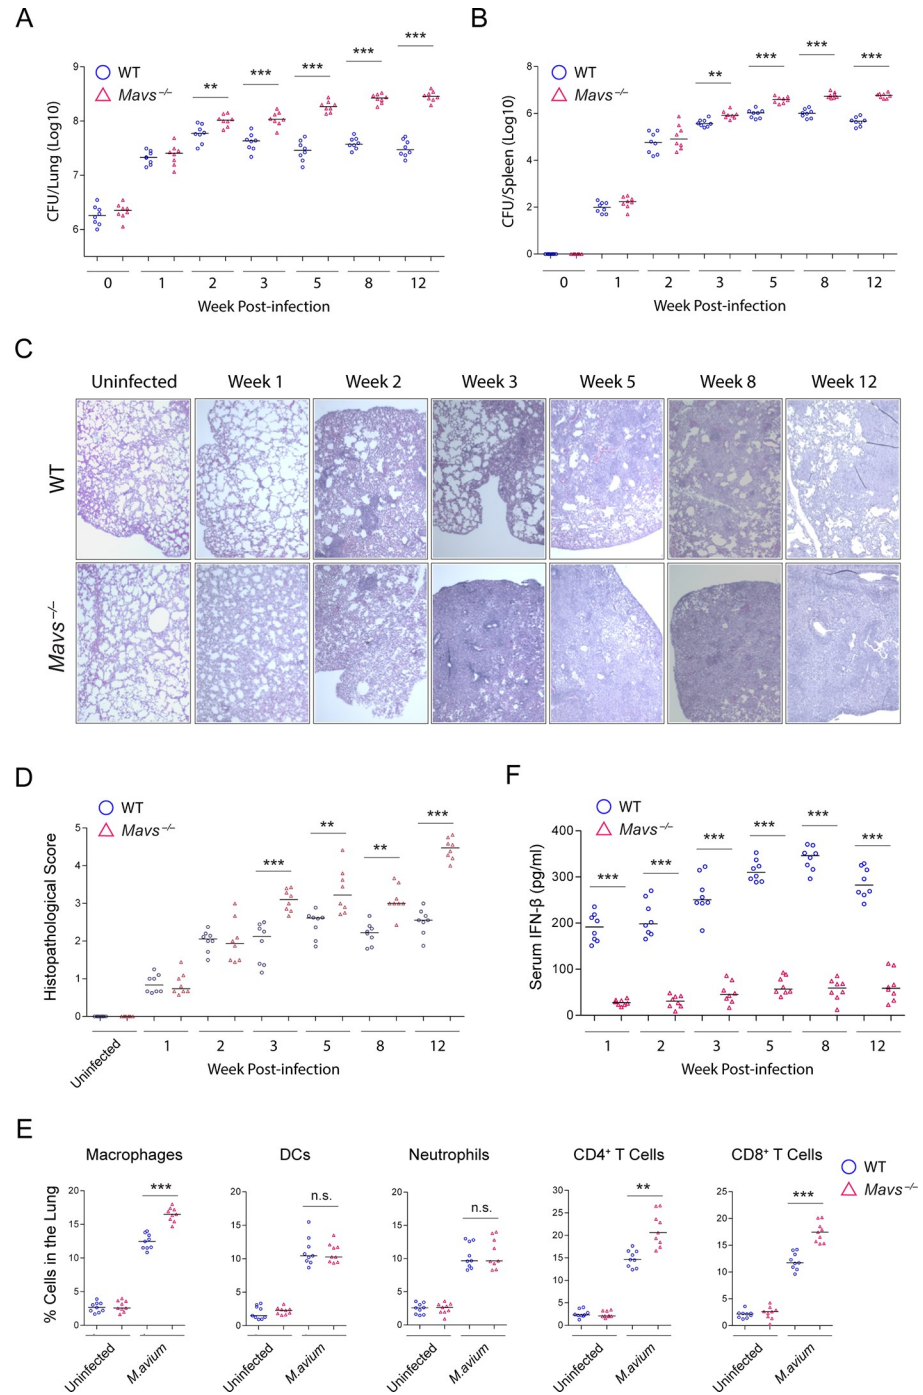 A
WT
Mavs−/−
**
***
***
***
***
CFU/Lung (Log10)
9
8
7
6
0 1 2 3 5 8 12
Week Post-infection
B
WT
Mavs−/−
**
***
***
***
CFU/Spleen (Log10)
8
6
4
2
0
0 1 2 3 5 8 12
Week Post-infection
C
Uninfected Week 1 Week 2 Week 3 Week 5 Week 8 Week 12
WT
Mavs−/−
D
WT
Mavs−/−
***
**
**
***
Histopathological Score
5
4
3
2
1
0
Uninfected 1 2 3 5 8 12
Week Post-infection
F
WT
Mavs−/−
***
***
***
***
***
***
Serum IFN-β (pg/ml)
400
300
200
100
0
1 2 3 5 8 12
Week Post-infection
E
% Cells in the Lung
Macrophages
***
20
15
10
5
0
Uninfected M.avium
DCs
n.s.
20
15
10
5
0
Uninfected M.avium
Neutrophils
n.s.
20
15
10
5
0
Uninfected M.avium
CD4+ T Cells
**
30
25
20
15
10
5
0
Uninfected M.avium
CD8+ T Cells
***
25
20
15
10
5
0
Uninfected M.avium
WT
Mavs−/−